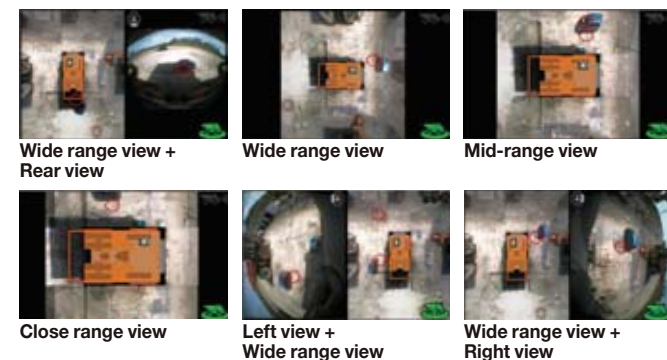 Wide range view +
Rear view
Wide range view
Mid-range view
Close range view
Left view +
Wide range view
Wide range view +
Right view